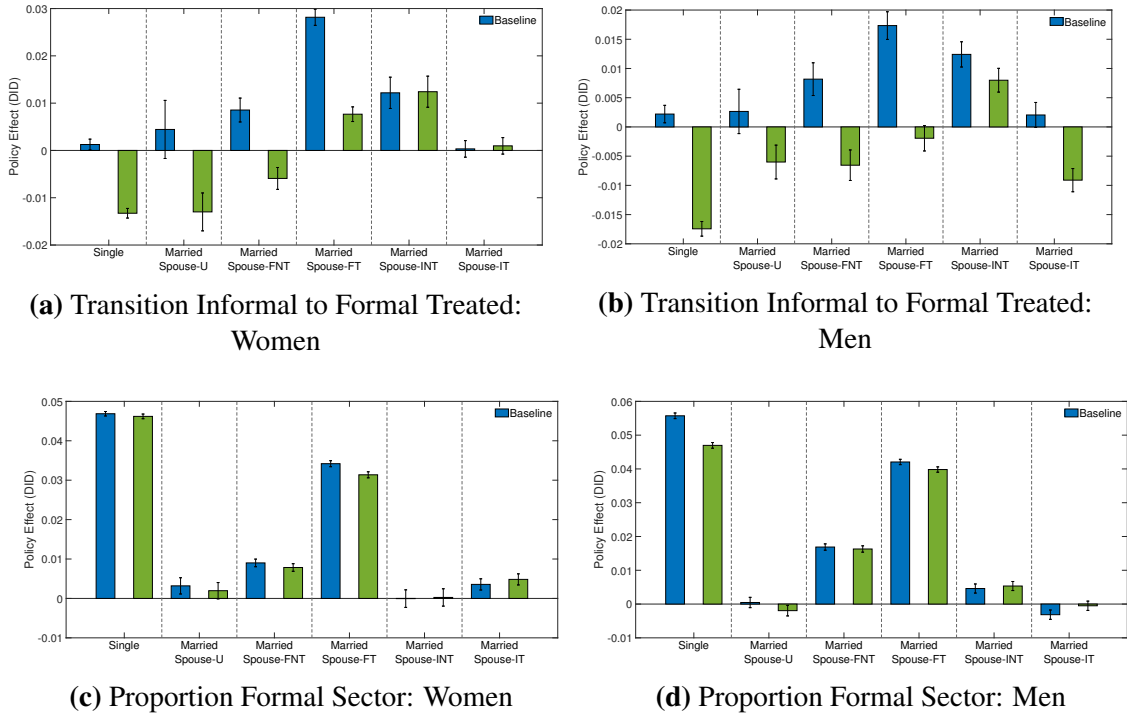 0.03
0.02
0.01
0
-0.01
-0.02
Policy Effect (DID)
Baseline
Single
Married
Spouse-U
Married
Spouse-FNT
Married
Spouse-FT
Married
Spouse-INT
Married
Spouse-IT
(a) Transition Informal to Formal Treated:
Women
0.015
0.01
0.005
0
-0.005
-0.01
-0.015
-0.02
Policy Effect (DID)
Baseline
Single
Married
Spouse-U
Married
Spouse-FNT
Married
Spouse-FT
Married
Spouse-INT
Married
Spouse-IT
(b) Transition Informal to Formal Treated:
Men
0.05
0.04
0.03
0.02
0.01
0
-0.01
Policy Effect (DID)
Baseline
Single
Married
Spouse-U
Married
Spouse-FNT
Married
Spouse-FT
Married
Spouse-INT
Married
Spouse-IT
(c) Proportion Formal Sector: Women
0.06
0.05
0.04
0.03
0.02
0.01
0
-0.01
Policy Effect (DID)
Baseline
Single
Married
Spouse-U
Married
Spouse-FNT
Married
Spouse-FT
Married
Spouse-INT
Married
Spouse-IT
(d) Proportion Formal Sector: Men